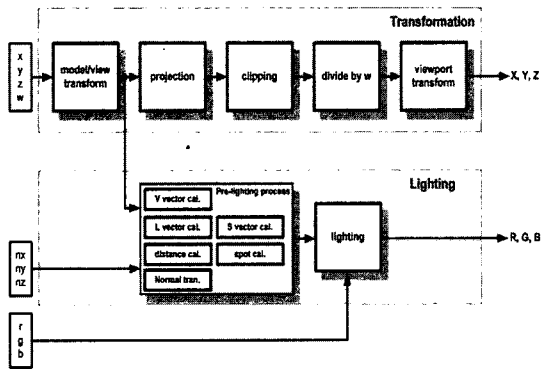 Transformation
x
y
z
w
model/view
transform
projection
clipping
divide by w
viewport
transform
X, Y, Z
Lighting
Pre-lighting process
V vector cal.
L vector cal.
S vector cal.
distance cal.
spot cal.
Normal tran.
lighting
R, G, B
nx
ny
nz
r
g
b